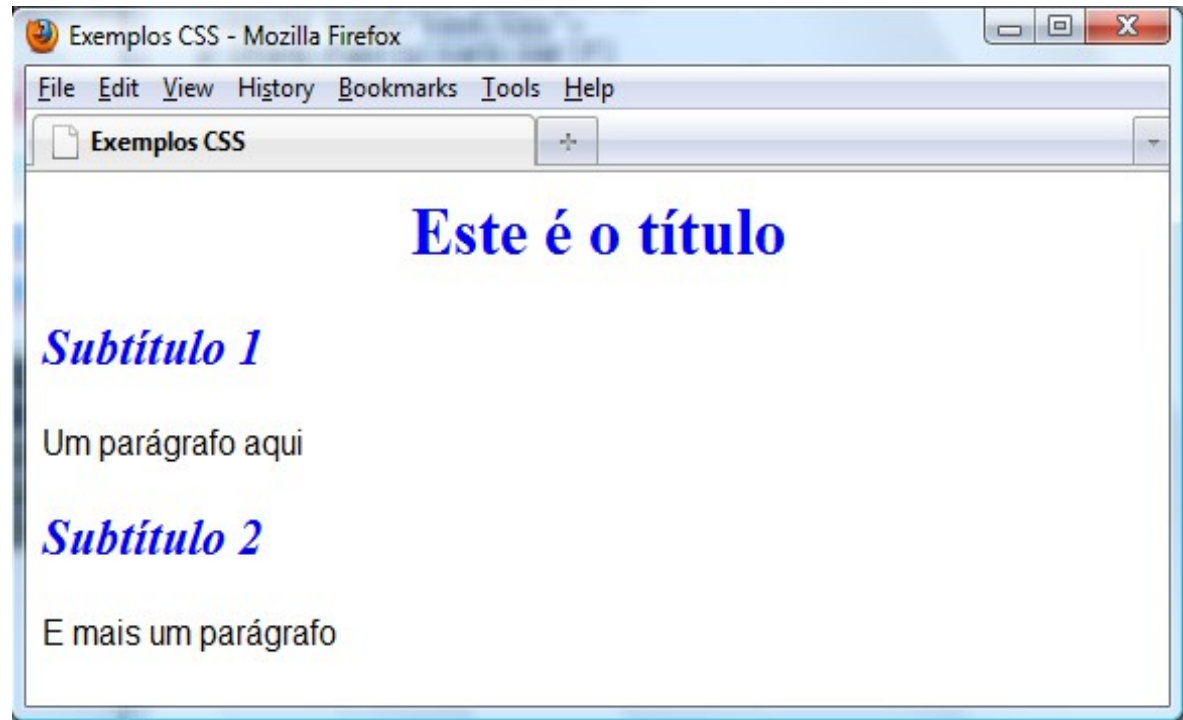 Exemplos CSS - Mozilla Firefox
File Edit View History Bookmarks Tools Help
Exemplos CSS
Este é o título
Subtítulo 1
Um parágrafo aqui
Subtítulo 2
E mais um parágrafo